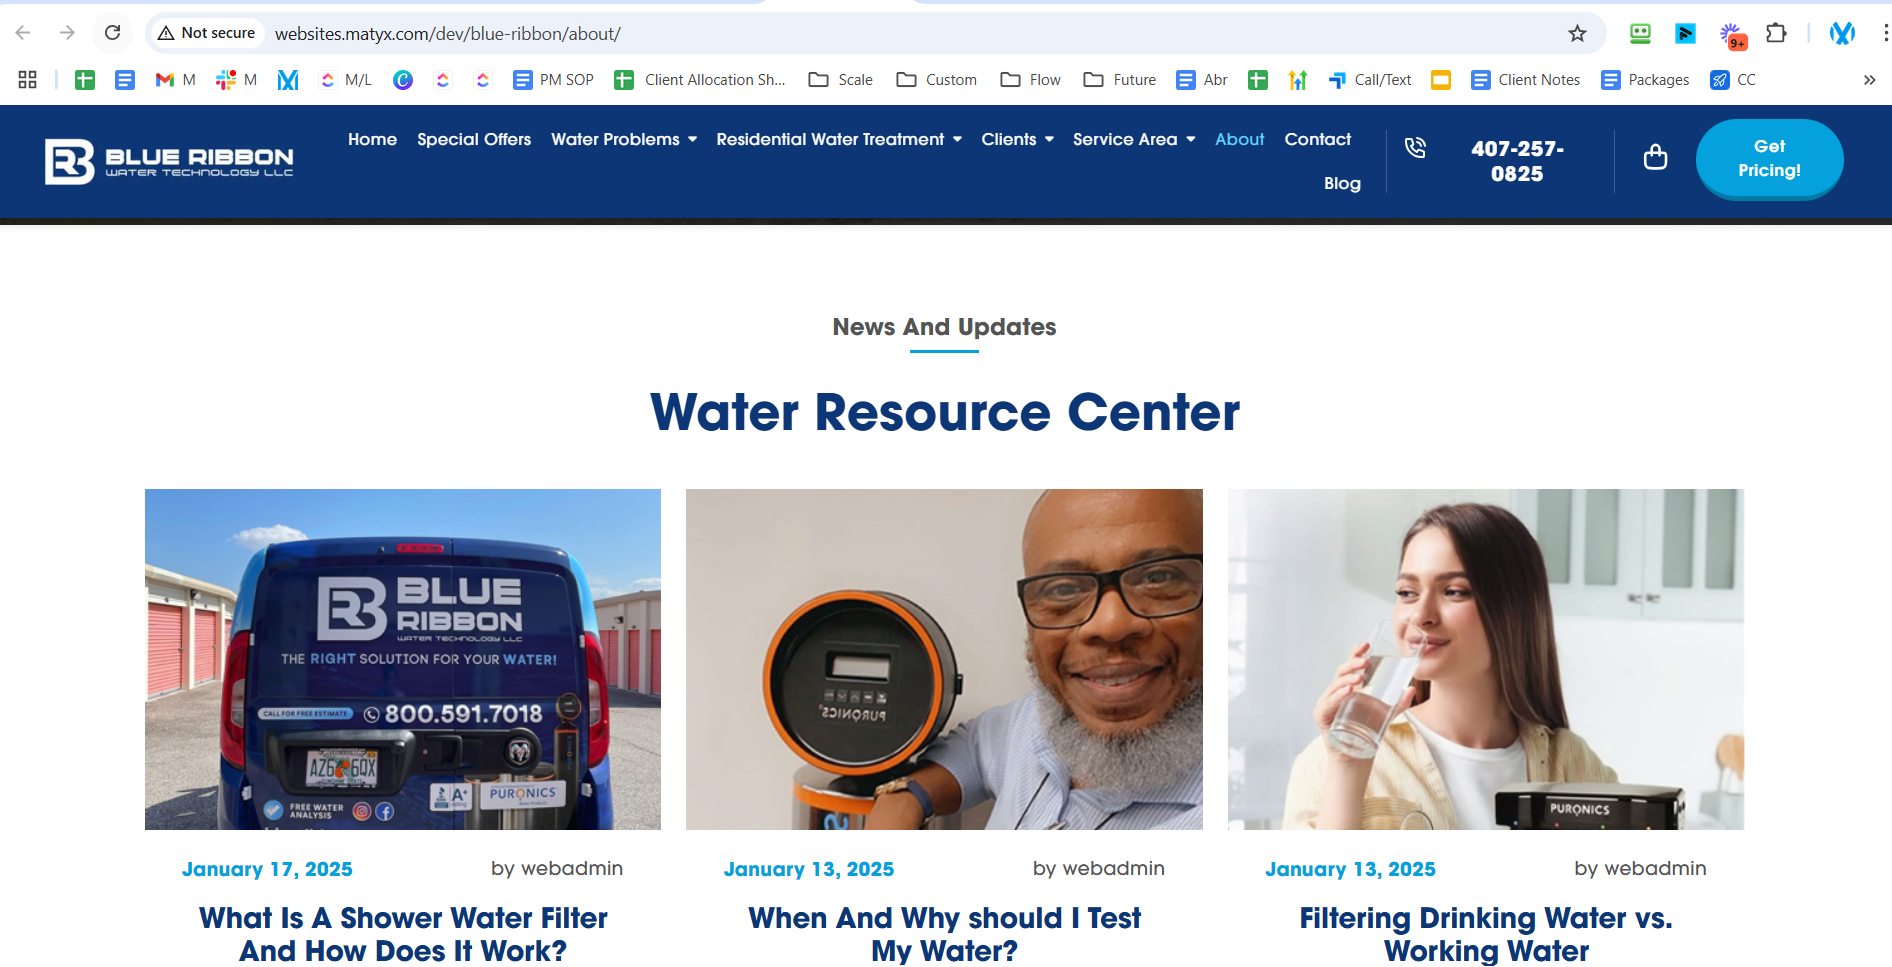 Not secure
websites.matyx.com/dev/blue-ribbon/about/
9+
M
M
M/L
PM SOP
Client Allocation Sh...
Scale
Custom
Flow
Future
Abr
Call/Text
Client Notes
Packages
CC
BLUE RIBBON
WATER TECHNOLOGY LLC
Home Special Offers Water Problems Residential Water Treatment Clients Service Area About Contact
Blog
407-257-
0825
Get
Pricing!
News And Updates
Water Resource Center
BLUE
RIBBON
WATER TECHNOLOGY LLC
THE RIGHT SOLUTION FOR YOUR WATER!
CALL FOR FREE ESTIMATE
800.591.7018
FREE WATER
ANALYSIS
A+
PURONICS
PURONICS
PURONICS
January 17, 2025 by webadmin
What Is A Shower Water Filter
And How Does It Work?
January 13, 2025 by webadmin
When And Why should I Test
My Water?
January 13, 2025 by webadmin
Filtering Drinking Water vs.
Working Water